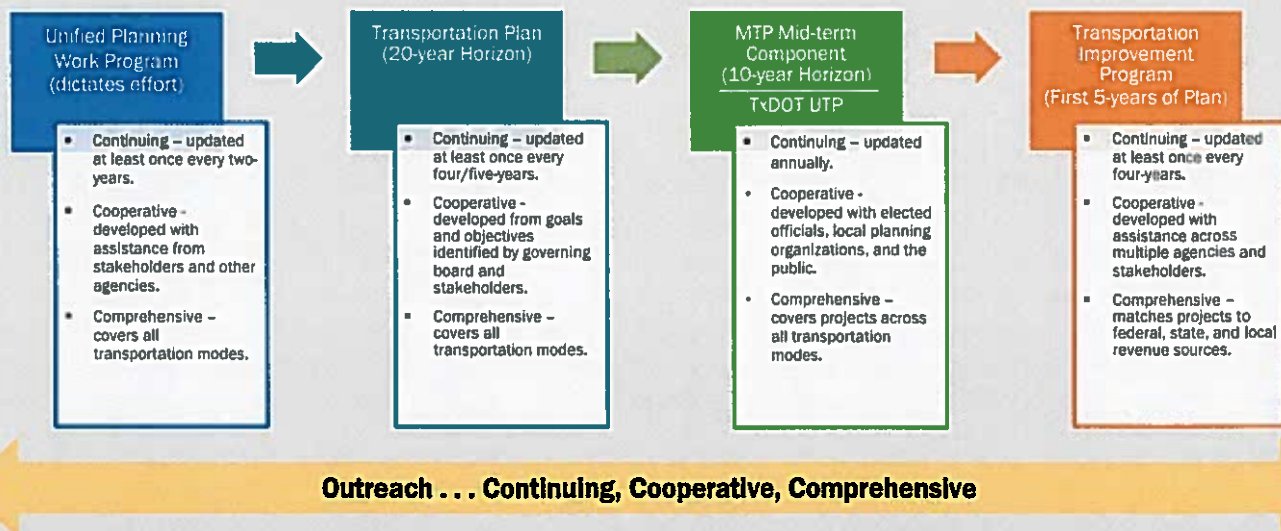 Unified Planning
Work Program
(dictates effort)
Continuing – updated
at least once every two-
years.
Cooperative -
developed with
assistance from
stakeholders and other
agencies.
Comprehensive –
covers all
transportation modes.
Transportation Plan
(20-year Horizon)
Continuing – updated
at least once every
four/five-years.
Cooperative -
developed from goals
and objectives
identified by governing
board and
stakeholders.
Comprehensive –
covers all
transportation modes.
MTP Mid-term
Component
(10-year Horizon)
TxDOT UTP
Continuing – updated
annually.
Cooperative -
developed with elected
officials, local planning
organizations, and the
public.
Comprehensive –
covers projects across
all transportation
modes.
Transportation
Improvement
Program
(First 5-years of Plan)
Continuing – updated
at least once every
four-years.
Cooperative -
developed with
assistance across
multiple agencies and
stakeholders.
Comprehensive –
matches projects to
federal, state, and local
revenue sources.
Outreach . . . Continuing, Cooperative, Comprehensive